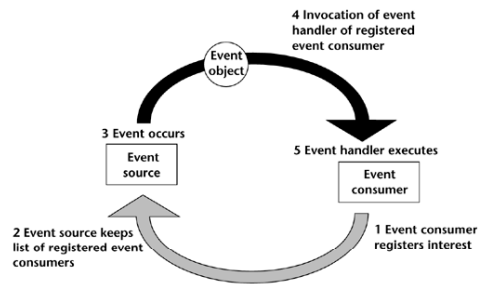 4 Invocation of event
handler of registered
event consumer
Event
object
3 Event occurs
Event
source
5 Event handler executes
Event
consumer
2 Event source keeps
list of registered event
consumers
1 Event consumer
registers interest